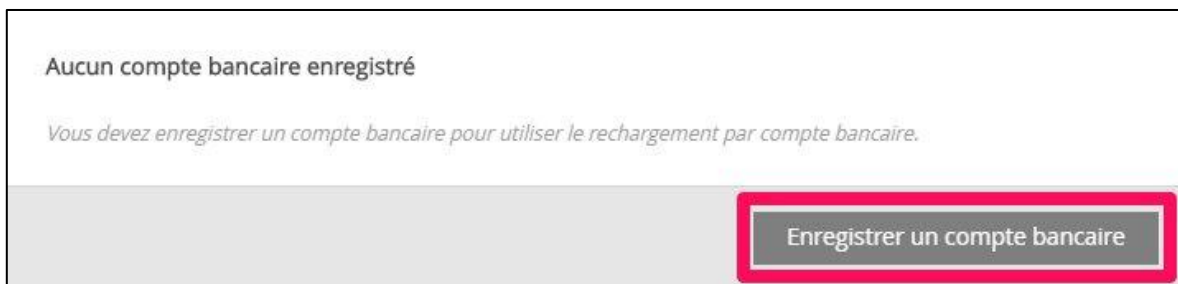 Aucun compte bancaire enregistré
Vous devez enregistrer un compte bancaire pour utiliser le rechargement par compte bancaire.
Enregistrer un compte bancaire